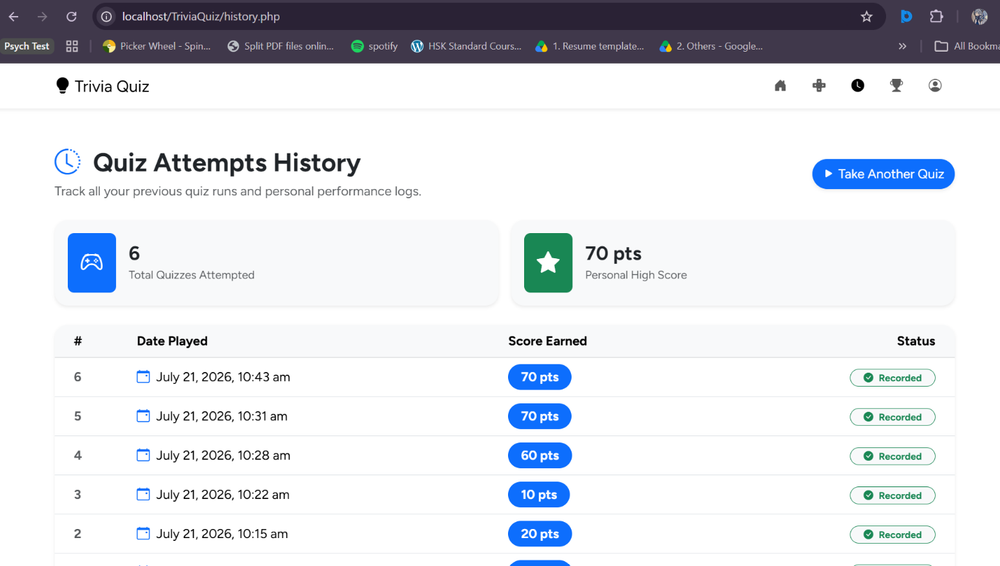 localhost/TriviaQuiz/history.php
Psych Test
Picker Wheel - Spin...
Split PDF files onlin...
spotify
HSK Standard Cours...
1. Resume template...
2. Others - Google...
»
All Bookma
Trivia Quiz
Quiz Attempts History
Track all your previous quiz runs and personal performance logs.
Take Another Quiz
6
Total Quizzes Attempted
70 pts
Personal High Score
# Date Played Score Earned Status
6 July 21, 2026, 10:43 am 70 pts Recorded
5 July 21, 2026, 10:31 am 70 pts Recorded
4 July 21, 2026, 10:28 am 60 pts Recorded
3 July 21, 2026, 10:22 am 10 pts Recorded
2 July 21, 2026, 10:15 am 20 pts Recorded